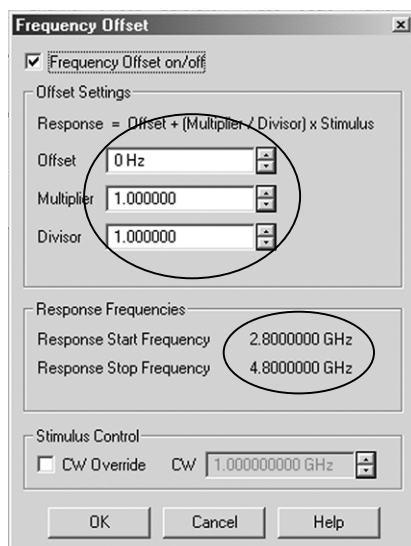 Frequency Offset
Frequency Offset on/off
Offset Settings
Response = Offset + (Multiplier / Divisor) x Stimulus
Offset 0 Hz
Multiplier 1.000000
Divisor 1.000000
Response Frequencies
Response Start Frequency 2.8000000 GHz
Response Stop Frequency 4.8000000 GHz
Stimulus Control
CW Override CW 1.000000000 GHz
OK Cancel Help